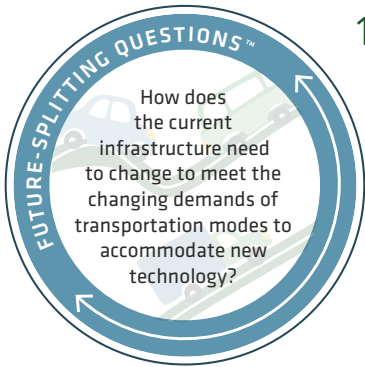 FUTURE-SPLITTING QUESTIONS™
How does
the current
infrastructure need
to change to meet the
changing demands of
transportation modes to
accommodate new
technology?
1